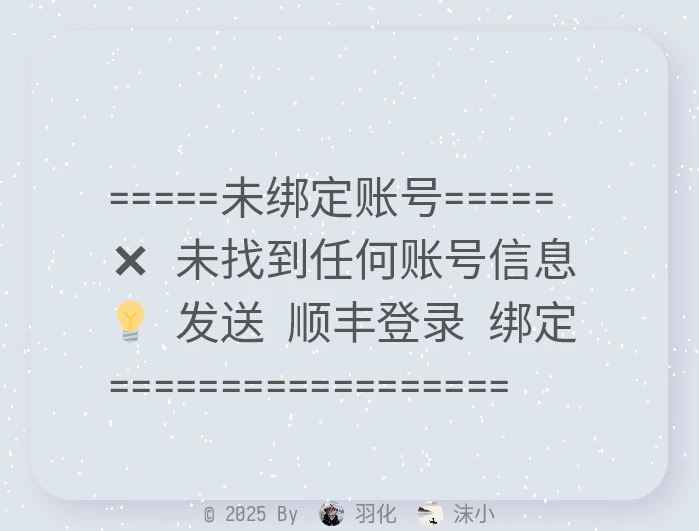 =====未绑定账号=====
❌ 未找到任何账号信息
💡 发送 顺丰登录 绑定
==================
© 2025 By 羽化 沫小